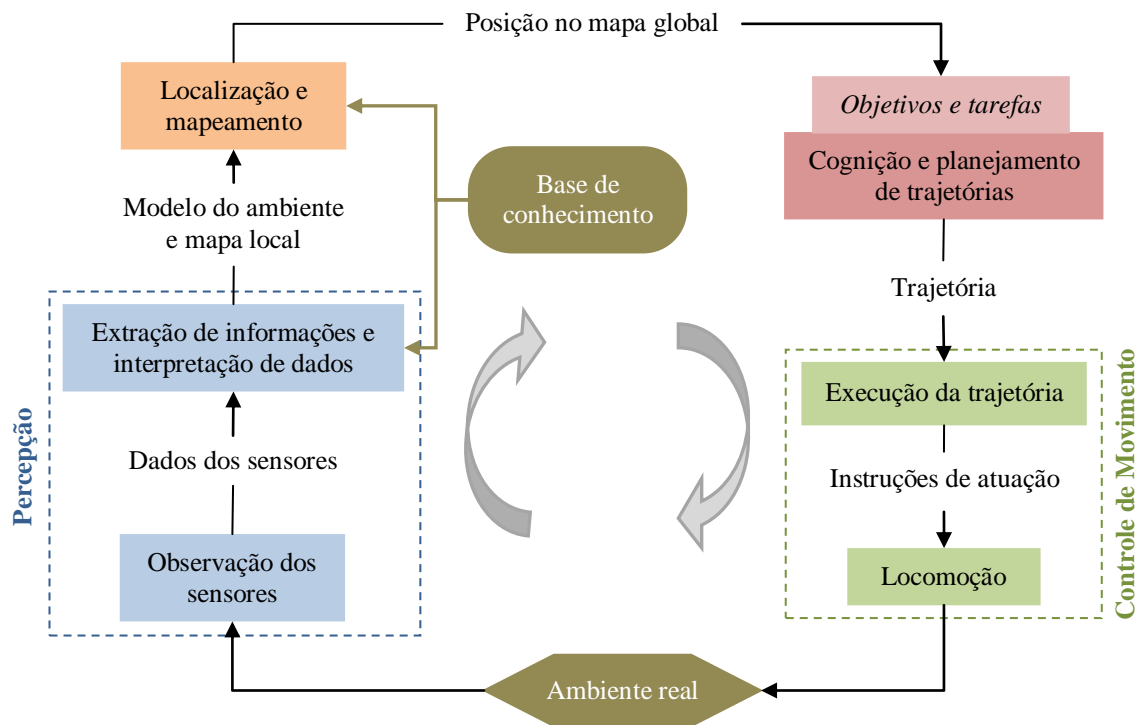 Posição no mapa global
Localização e
mapeamento
Objetivos e tarefas
Cognição e planejamento
de trajetórias
Base de
conhecimento
Modelo do ambiente
e mapa local
Trajetória
Extração de informações e
interpretação de dados
Execução da trajetória
Percepção
Dados dos sensores
Instruções de atuação
Controle de Movimento
Observação dos
sensores
Locomoção
Ambiente real